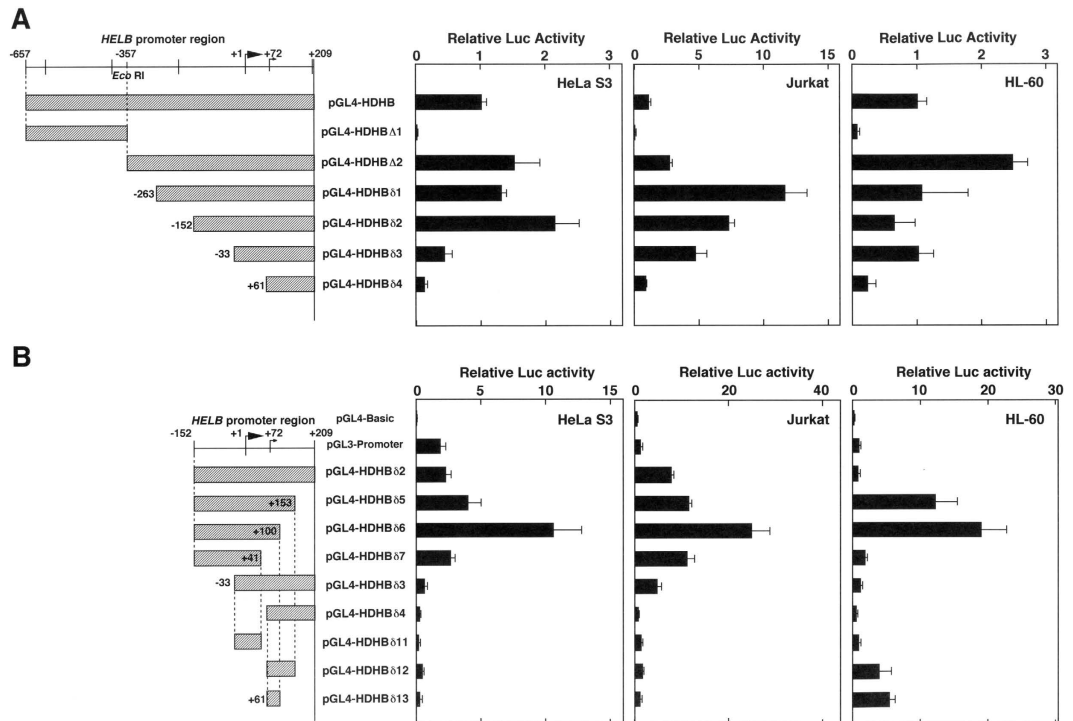 A
HELB promoter region
-657
-357
+1
+72
+209
Eco RI
Relative Luc Activity
0 1 2 3
HeLa S3
Relative Luc Activity
0 5 10 15
Jurkat
Relative Luc Activity
0 1 2 3
HL-60
pGL4-HDHB
pGL4-HDHBΔ1
pGL4-HDHBΔ2
-263 pGL4-HDHBδ1
-152 pGL4-HDHBδ2
-33 pGL4-HDHBδ3
+61 pGL4-HDHBδ4
B
Relative Luc activity
0 5 10 15
HeLa S3
Relative Luc activity
0 20 40
Jurkat
Relative Luc activity
0 10 20 30
HL-60
HELB promoter region
-152
+1
+72
+209
pGL4-Basic
pGL3-Promoter
pGL4-HDHBδ2
+153 pGL4-HDHBδ5
+100 pGL4-HDHBδ6
+41 pGL4-HDHBδ7
-33 pGL4-HDHBδ3
pGL4-HDHBδ4
pGL4-HDHBδ11
pGL4-HDHBδ12
+61 pGL4-HDHBδ13